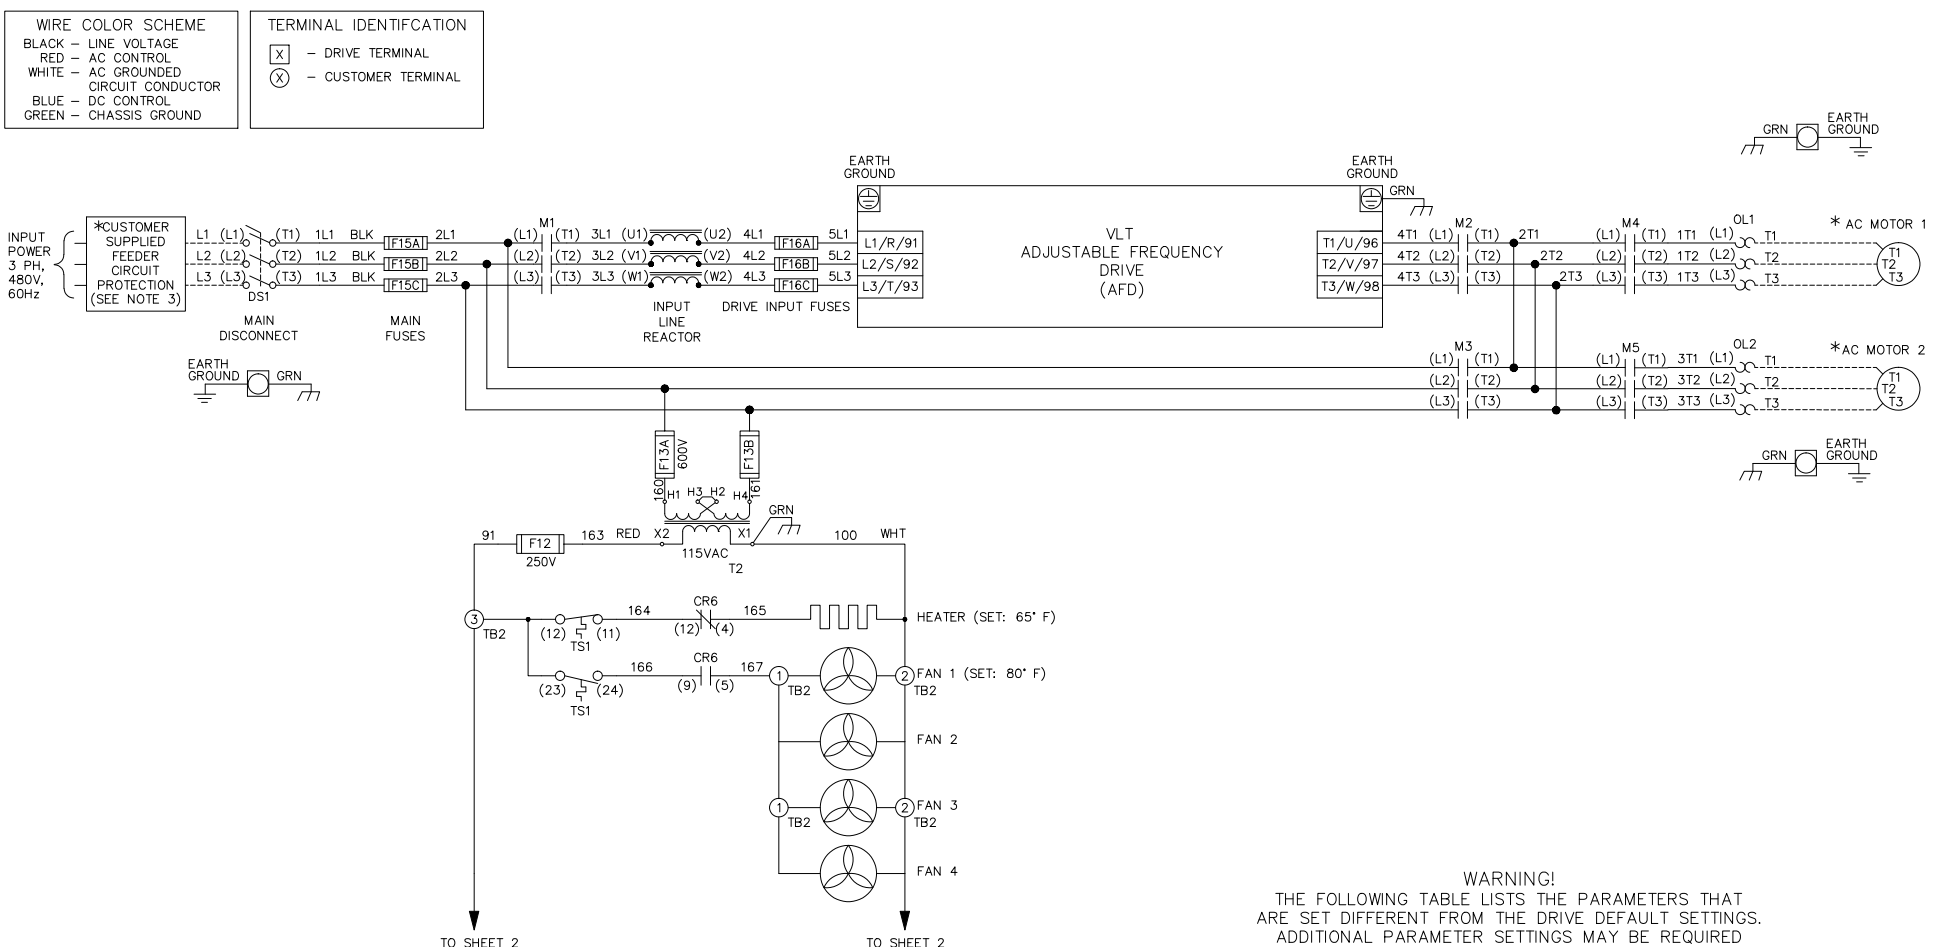 WIRE COLOR SCHEME
BLACK – LINE VOLTAGE
RED – AC CONTROL
WHITE – AC GROUNDED
CIRCUIT CONDUCTOR
BLUE – DC CONTROL
GREEN – CHASSIS GROUND
TERMINAL IDENTIFCATION
X – DRIVE TERMINAL
X – CUSTOMER TERMINAL
INPUT
POWER
3 PH,
480V,
60Hz
*CUSTOMER
SUPPLIED
FEEDER
CIRCUIT
PROTECTION
(SEE NOTE 3)
L1 (L1) (T1) 1L1 BLK F15A 2L1 (L1) M1 (T1) 3L1 (U1) (U2) 4L1 F16A 5L1 L1/R/91
L2 (L2) (T2) 1L2 BLK F15B 2L2 (L2) (T2) 3L2 (V1) (V2) 4L2 F16B 5L2 L2/S/92
L3 (L3) (T3) 1L3 BLK F15C 2L3 (L3) (T3) 3L3 (W1) (W2) 4L3 F16C 5L3 L3/T/93
DS1
MAIN
DISCONNECT
MAIN
FUSES
INPUT
LINE
REACTOR
DRIVE INPUT FUSES
EARTH
GROUND
GRN
EARTH
GROUND
VLT
ADJUSTABLE FREQUENCY
DRIVE
(AFD)
EARTH
GROUND
GRN
GRN
EARTH
GROUND
T1/U/96 4T1 (L1) M2 (T1) 2T1 (L1) M4 (T1) 1T1 (L1) OL1 T1
T2/V/97 4T2 (L2) (T2) 2T2 (L2) (T2) 1T2 (L2) T2
T3/W/98 4T3 (L3) (T3) 2T3 (L3) (T3) 1T3 (L3) T3
* AC MOTOR 1
T1
T2
T3
(L1) M3 (T1) (L1) M5 (T1) 3T1 (L1) OL2 T1
(L2) (T2) (L2) (T2) 3T2 (L2) T2
(L3) (T3) (L3) (T3) 3T3 (L3) T3
*AC MOTOR 2
T1
T2
T3
GRN
EARTH
GROUND
F13A
600V
F13B
160
161
H1 H3 H2 H4
GRN
91 F12 163 RED X2 X1 100 WHT
250V
115VAC
T2
3
TB2
(12) (11)
TS1
164
CR6
(12) (4)
165
HEATER (SET: 65° F)
(23) (24)
TS1
166
CR6
(9) (5)
167
1
TB2
2
TB2
FAN 1 (SET: 80° F)
FAN 2
1
TB2
2
TB2
FAN 3
FAN 4
TO SHEET 2
TO SHEET 2
WARNING!
THE FOLLOWING TABLE LISTS THE PARAMETERS THAT
ARE SET DIFFERENT FROM THE DRIVE DEFAULT SETTINGS.
ADDITIONAL PARAMETER SETTINGS MAY BE REQUIRED